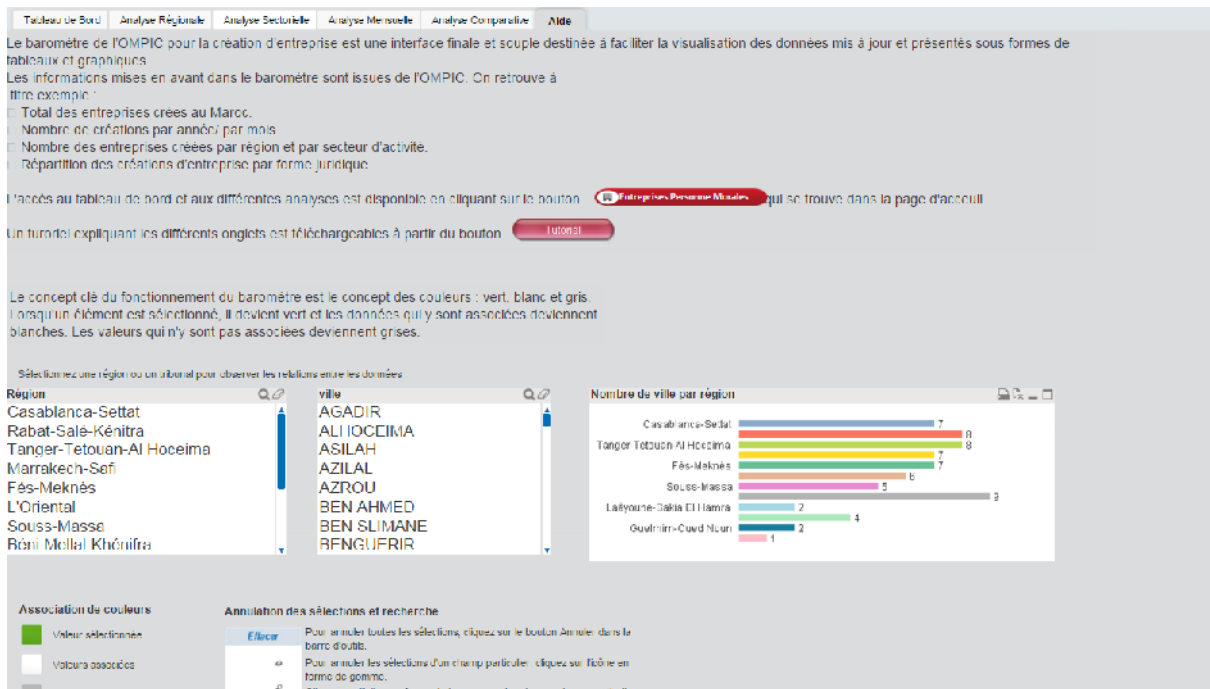 Tableau de Bord Analyse Régionale Analyse Sectorielle Analyse Mensuelle Analyse Comparative Aide
Le baromètre de l'OMPIC pour la création d'entreprise est une interface finale et souple destinée à faciliter la visualisation des données mis à jour et présentés sous formes de
tableaux et graphiques
Les informations mises en avant dans le baromètre sont issues de l'OMPIC. On retrouve à
titre exemple :
Total des entreprises crées au Maroc.
Nombre de créations par année/ par mois
Nombre des entreprises créées par région et par secteur d'activité.
Répartition des créations d'entreprise par forme juridique
L'accès au tableau de bord et aux différentes analyses est disponible en cliquant sur le bouton Entreprises Personne Morales qui se trouve dans la page d'acceuil
Un turoriel expliquant les différents onglets est téléchargeables à partir du bouton Tutoriel
Le concept clé du fonctionnement du baromètre est le concept des couleurs : vert, blanc et gris.
Lorsqu'un élément est sélectionné, il devient vert et les données qui y sont associées deviennent
blanches. Les valeurs qui n'y sont pas associées deviennent grises.
Sélectionnez une région ou un tribunal pour observer les relations entre les données
Région
Casablanca-Settat
Rabat-Salé-Kénitra
Tanger-Tetouan-Al Hoceima
Marrakech-Safi
Fés-Meknès
L'Oriental
Souss-Massa
Béni Mellal Khénifra
ville
AGADIR
ALHOCEIMA
ASILAH
AZILAL
AZROU
BEN AHMED
BEN SLIMANE
BENGUERIR
Nombre de ville par région
Casablanca-Settat 7
8
Tanger-Tetouan-Al Hoceima 8
7
Fés-Meknès 7
6
Souss-Massa 5
9
Laâyoune-Sakia El Hamra 2
4
Guelmim-Oued Noun 2
1
Association de couleurs
Valeur sélectionnée
Valeurs associées
Annulation des sélections et recherche
Effacer Pour annuler toutes les sélections, cliquez sur le bouton Annuler dans la
barre d'outils.
Pour annuler les sélections d'un champ particulier, cliquez sur l'icône en
forme de gomme.